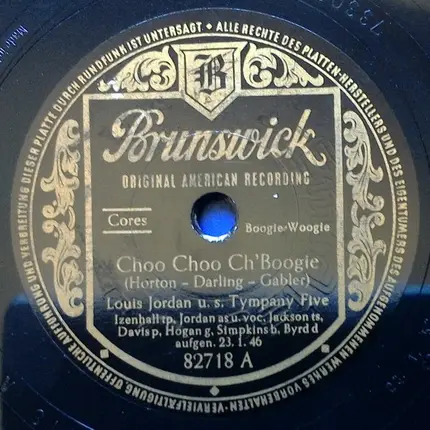 ALLE RECHTE DES PLATTEN-HERSTELLERS UND DES EIGENTUMERS DES AUFGENOMMENEN WERKES VORBEHALTEN-VERVIELFÄLTIGUNG, ÖFFENTLICHE AUFFÜHRUNG UND VERBREITUNG DIESER PLATTE DURCH RUNDFUNK IST UNTERSAGT
B
Brunswick
ORIGINAL AMERICAN RECORDING
Cores
Boogie-Woogie
Choo Choo Ch'Boogie
(Horton - Darling - Gabler)
Louis Jordan u. s. Tympany Five
Izenhall tp, Jordan as u. voc, Jackson ts,
Davis p, Hogan g, Simpkins b, Byrd d
aufgen. 23. 1. 46
82718 A